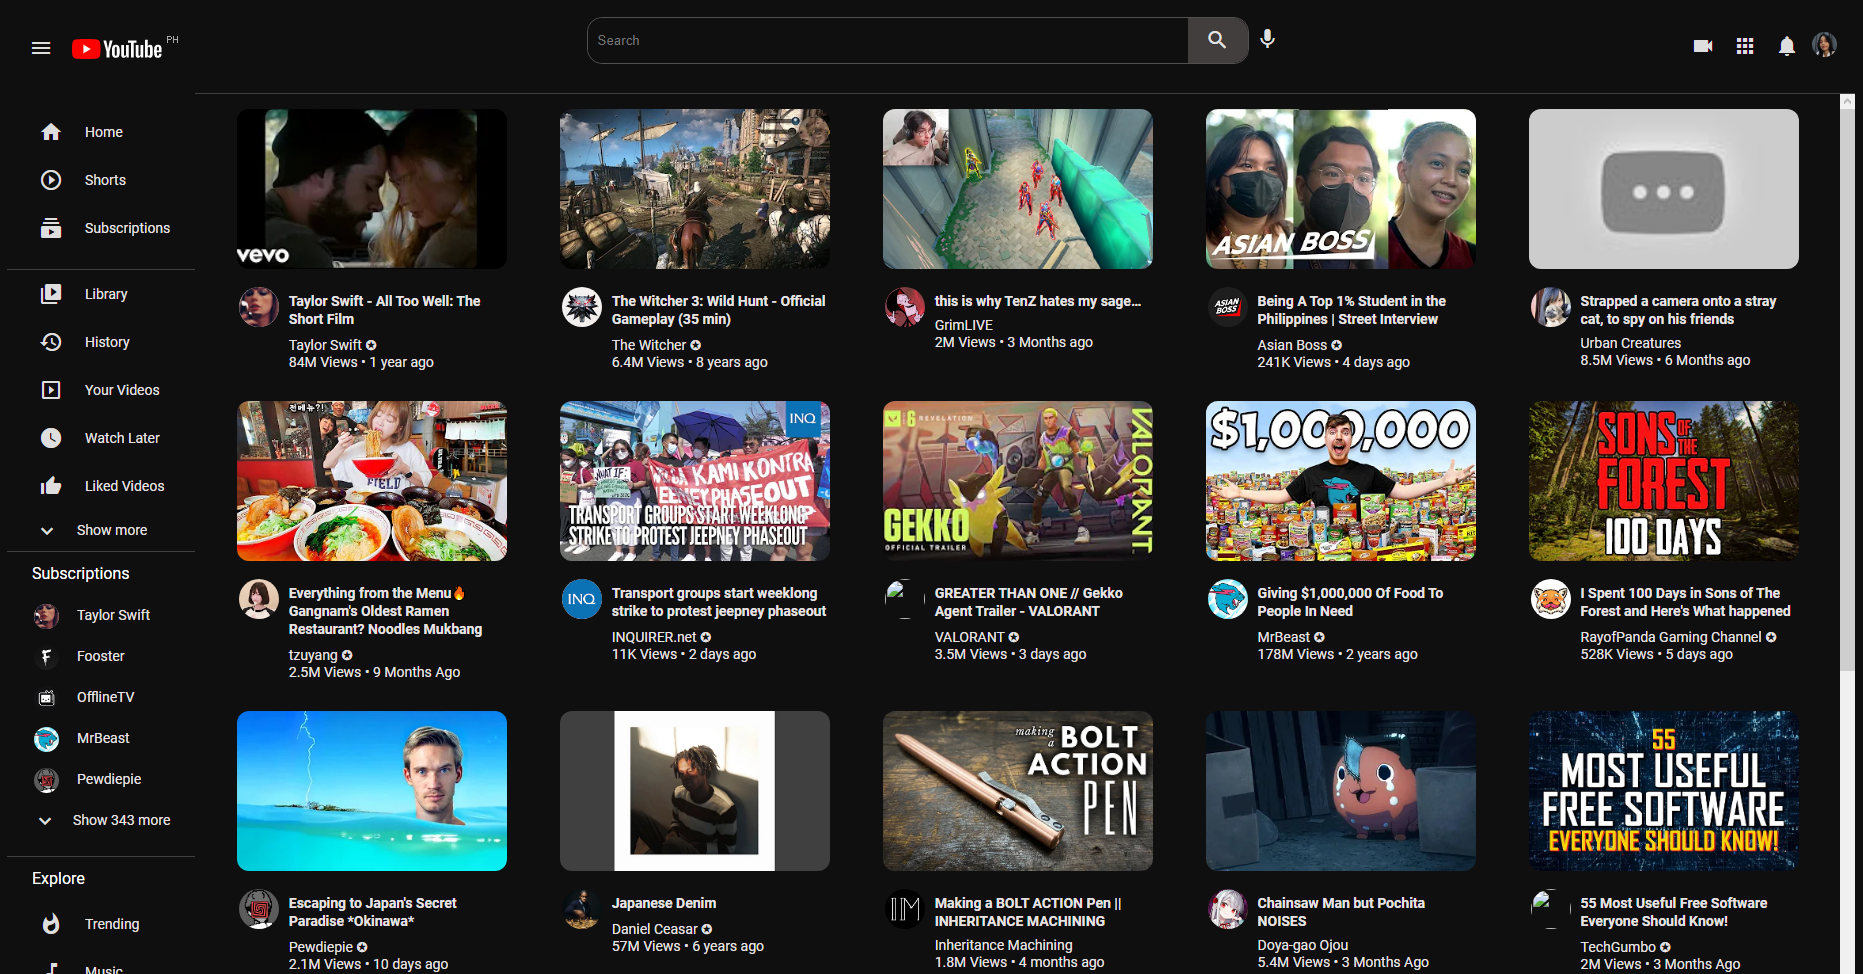 YouTube PH
Search
Home
Shorts
Subscriptions
Library
History
Your Videos
Watch Later
Liked Videos
Show more
Subscriptions
Taylor Swift
Fooster
OfflineTV
MrBeast
Pewdiepie
Show 343 more
Explore
Trending
Music
vevo
Taylor Swift - All Too Well: The
Short Film
Taylor Swift
84M Views • 1 year ago
The Witcher 3: Wild Hunt - Official
Gameplay (35 min)
The Witcher
6.4M Views • 8 years ago
this is why TenZ hates my sage...
GrimLIVE
2M Views • 3 Months ago
ASIAN BOSS
ASIAN
BOSS
Being A Top 1% Student in the
Philippines | Street Interview
Asian Boss
241K Views • 4 days ago
Strapped a camera onto a stray
cat, to spy on his friends
Urban Creatures
8.5M Views • 6 Months ago
전메뉴?!
FIELD
Everything from the Menu🔥
Gangnam's Oldest Ramen
Restaurant? Noodles Mukbang
tzuyang
2.5M Views • 9 Months Ago
INQ
WHAT IF:
KAMI KONTRA
JEEPNEY PHASEOUT
TRANSPORT GROUPS START WEEKLONG
STRIKE TO PROTEST JEEPNEY PHASEOUT
INQ
Transport groups start weeklong
strike to protest jeepney phaseout
INQUIRER.net
11K Views • 2 days ago
6 REVELATION
VALORANT
GEKKO
OFFICIAL TRAILER
GREATER THAN ONE // Gekko
Agent Trailer - VALORANT
VALORANT
3.5M Views • 3 days ago
$1,000,000
Giving $1,000,000 Of Food To
People In Need
MrBeast
178M Views • 2 years ago
SONS OF THE
FOREST
100 DAYS
I Spent 100 Days in Sons of The
Forest and Here's What happened
RayofPanda Gaming Channel
528K Views • 5 days ago
Escaping to Japan's Secret
Paradise *Okinawa*
Pewdiepie
2.1M Views • 10 days ago
Japanese Denim
Daniel Ceasar
57M Views • 6 years ago
making a
BOLT
ACTION
PEN
IM
Making a BOLT ACTION Pen ||
INHERITANCE MACHINING
Inheritance Machining
1.8M Views • 4 months ago
Chainsaw Man but Pochita
NOISES
Doya-gao Ojou
5.4M Views • 3 Months Ago
55
MOST USEFUL
FREE SOFTWARE
EVERYONE SHOULD KNOW!
55 Most Useful Free Software
Everyone Should Know!
TechGumbo
2M Views • 3 Months Ago